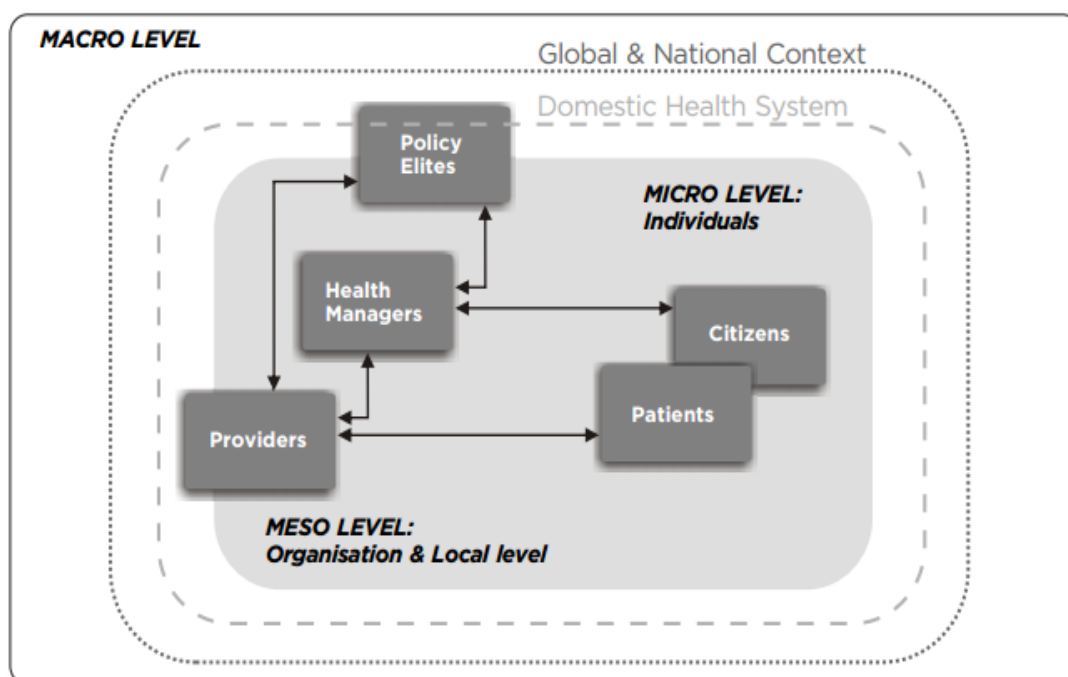 MACRO LEVEL
Global & National Context
Domestic Health System
Policy
Elites
MICRO LEVEL:
Individuals
Health
Managers
Citizens
Patients
Providers
MESO LEVEL:
Organisation & Local level